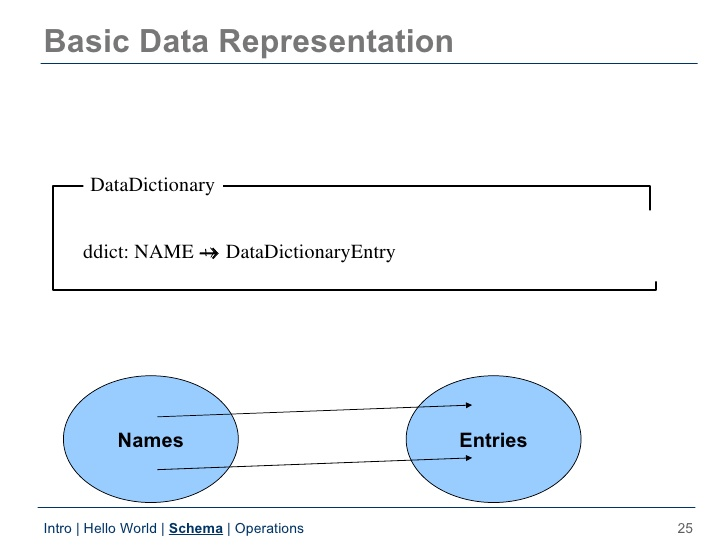 Basic Data Representation
DataDictionary
ddict: NAME ⇸ DataDictionaryEntry
Names
Entries
Intro | Hello World | Schema | Operations
25